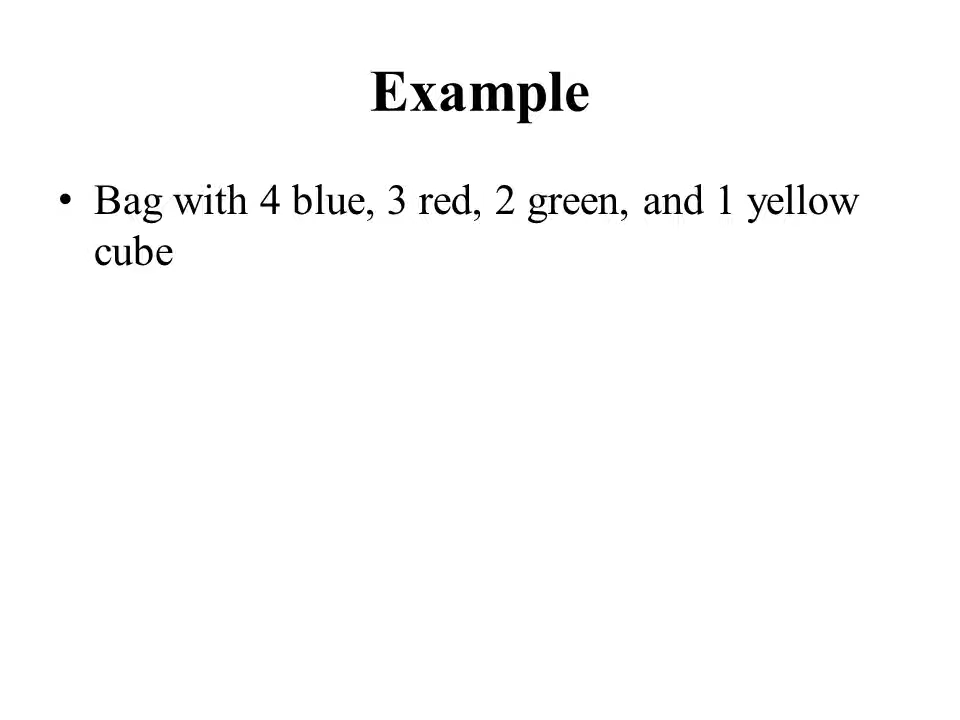 Example
• Bag with 4 blue, 3 red, 2 green, and 1 yellow
cube